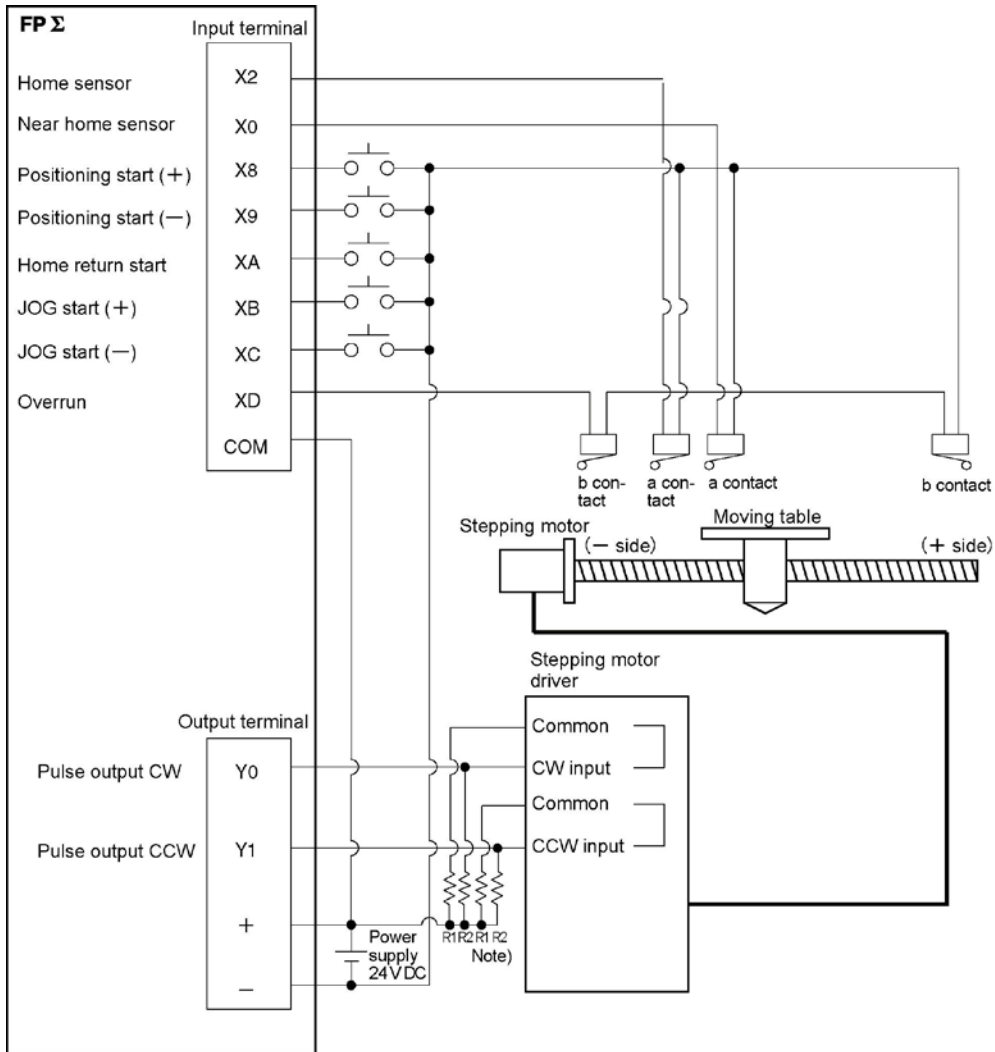 FPΣ
Input terminal
Home sensor
X2
Near home sensor
X0
Positioning start (+)
X8
Positioning start (—)
X9
Home return start
XA
JOG start (+)
XB
JOG start (—)
XC
Overrun
XD
COM
b con-
tact
a con-
tact
a contact
b contact
Stepping motor
Moving table
(— side)
(+ side)
Stepping motor
driver
Output terminal
Common
Pulse output CW
Y0
CW input
Common
Pulse output CCW
Y1
CCW input
+
Power
supply
24V DC
R1 R2 R1 R2
Note)
—